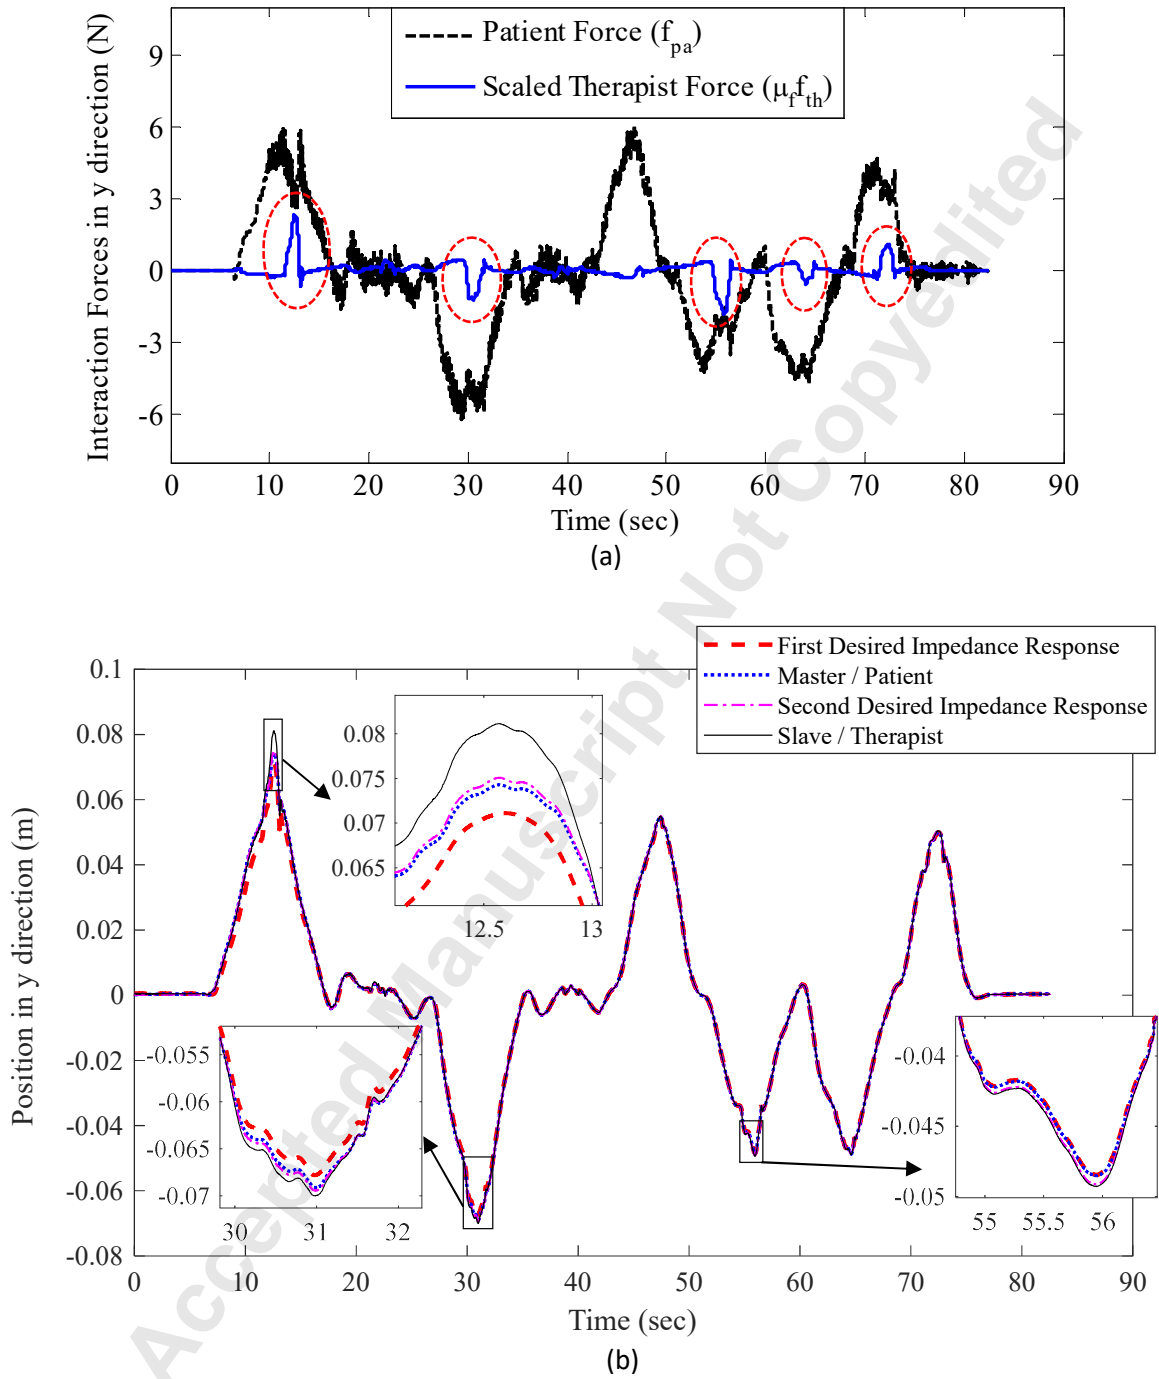 Patient Force (f_pa)
Scaled Therapist Force (μ_f f_th)
Interaction Forces in y direction (N)
9
6
3
0
-3
-6
0 10 20 30 40 50 60 70 80 90
Time (sec)
(a)
First Desired Impedance Response
Master / Patient
Second Desired Impedance Response
Slave / Therapist
Position in y direction (m)
0.1
0.08
0.06
0.04
0.02
0
-0.02
-0.04
-0.06
-0.08
0.08
0.075
0.07
0.065
12.5 13
-0.055
-0.06
-0.065
-0.07
30 31 32
-0.04
-0.045
-0.05
55 55.5 56
0 10 20 30 40 50 60 70 80 90
Time (sec)
(b)
Accepted Manuscript Not Copyedited